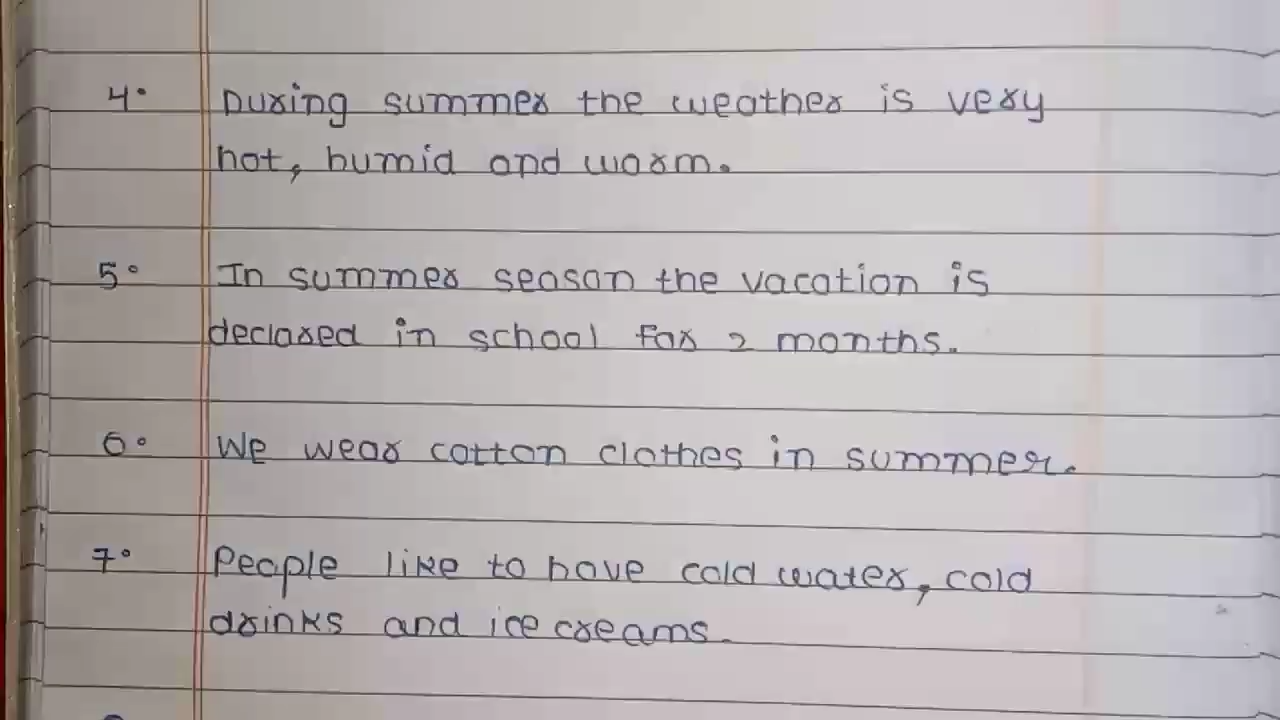 4. During summer the weather is very
hot, humid and warm.
5. In summer season the vacation is
declared in school for 2 months.
6. We wear cotton clothes in summer.
7. People like to have cold water, cold
drinks and ice creams.